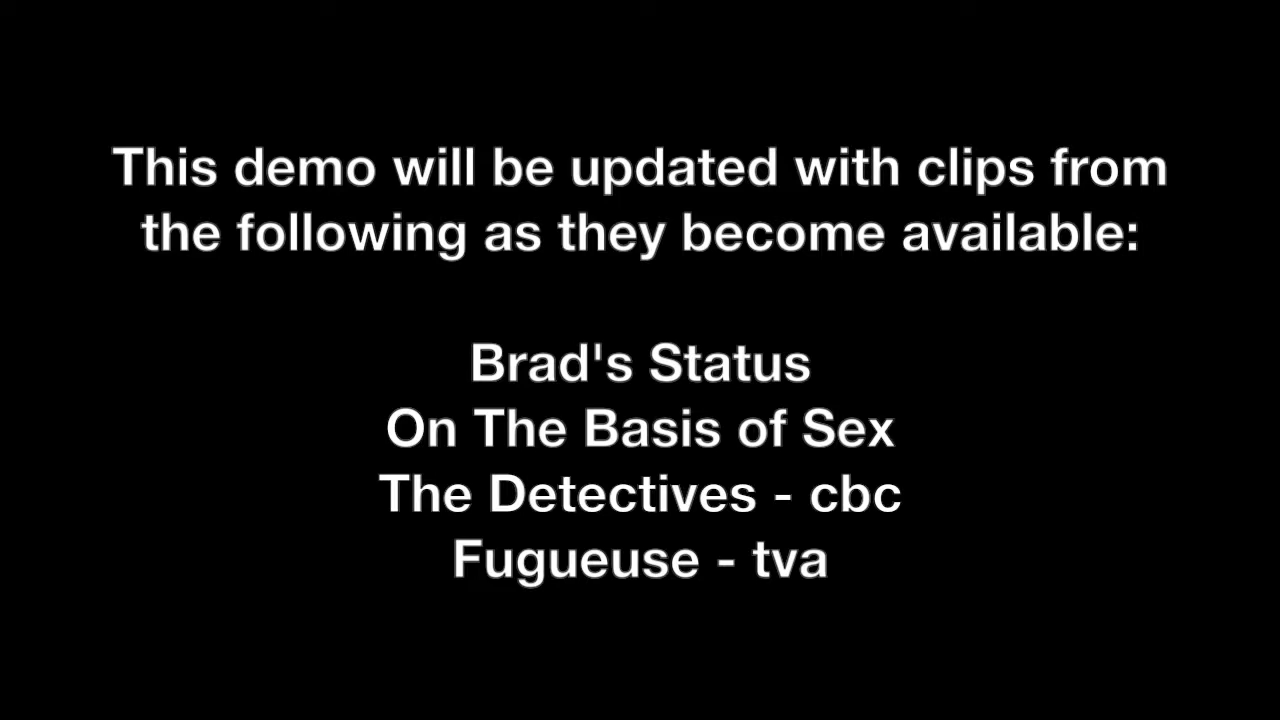 This demo will be updated with clips from
the following as they become available:
Brad's Status
On The Basis of Sex
The Detectives - cbc
Fugueuse - tva